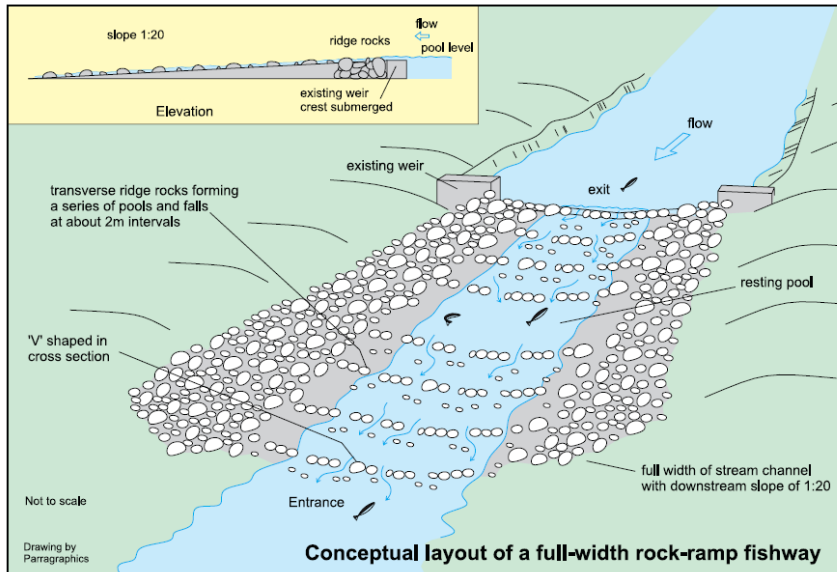 slope 1:20
ridge rocks
flow
pool level
existing weir
crest submerged
Elevation
flow
existing weir
exit
transverse ridge rocks forming
a series of pools and falls
at about 2m intervals
resting pool
'V' shaped in
cross section
full width of stream channel
with downstream slope of 1:20
Not to scale
Entrance
Drawing by
Parragraphics
Conceptual layout of a full-width rock-ramp fishway